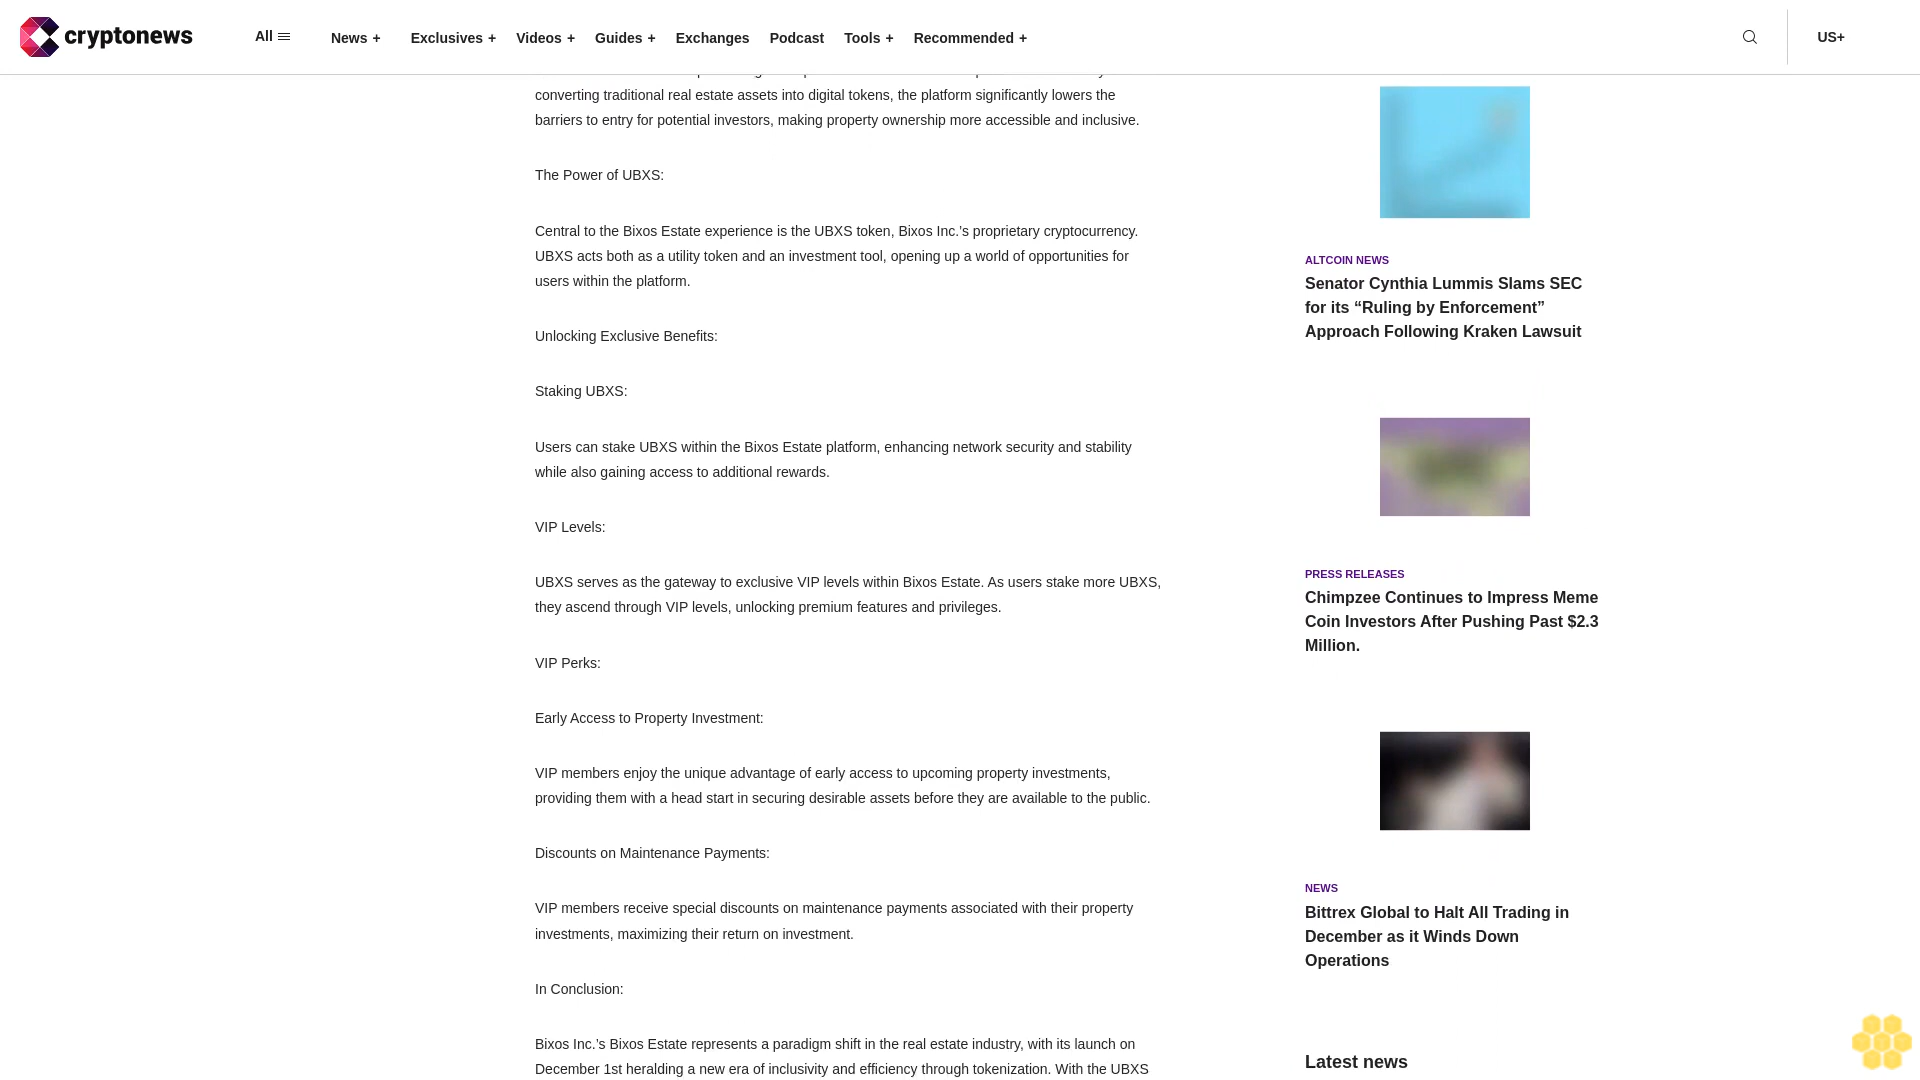 cryptonews
All
News +
Exclusives +
Videos +
Guides +
Exchanges
Podcast
Tools +
Recommended +
US+
converting traditional real estate assets into digital tokens, the platform significantly lowers the
barriers to entry for potential investors, making property ownership more accessible and inclusive.
The Power of UBXS:
Central to the Bixos Estate experience is the UBXS token, Bixos Inc.’s proprietary cryptocurrency.
UBXS acts both as a utility token and an investment tool, opening up a world of opportunities for
users within the platform.
Unlocking Exclusive Benefits:
Staking UBXS:
Users can stake UBXS within the Bixos Estate platform, enhancing network security and stability
while also gaining access to additional rewards.
VIP Levels:
UBXS serves as the gateway to exclusive VIP levels within Bixos Estate. As users stake more UBXS,
they ascend through VIP levels, unlocking premium features and privileges.
VIP Perks:
Early Access to Property Investment:
VIP members enjoy the unique advantage of early access to upcoming property investments,
providing them with a head start in securing desirable assets before they are available to the public.
Discounts on Maintenance Payments:
VIP members receive special discounts on maintenance payments associated with their property
investments, maximizing their return on investment.
In Conclusion:
Bixos Inc.’s Bixos Estate represents a paradigm shift in the real estate industry, with its launch on
December 1st heralding a new era of inclusivity and efficiency through tokenization. With the UBXS
ALTCOIN NEWS
Senator Cynthia Lummis Slams SEC
for its “Ruling by Enforcement”
Approach Following Kraken Lawsuit
PRESS RELEASES
Chimpzee Continues to Impress Meme
Coin Investors After Pushing Past $2.3
Million.
NEWS
Bittrex Global to Halt All Trading in
December as it Winds Down
Operations
Latest news